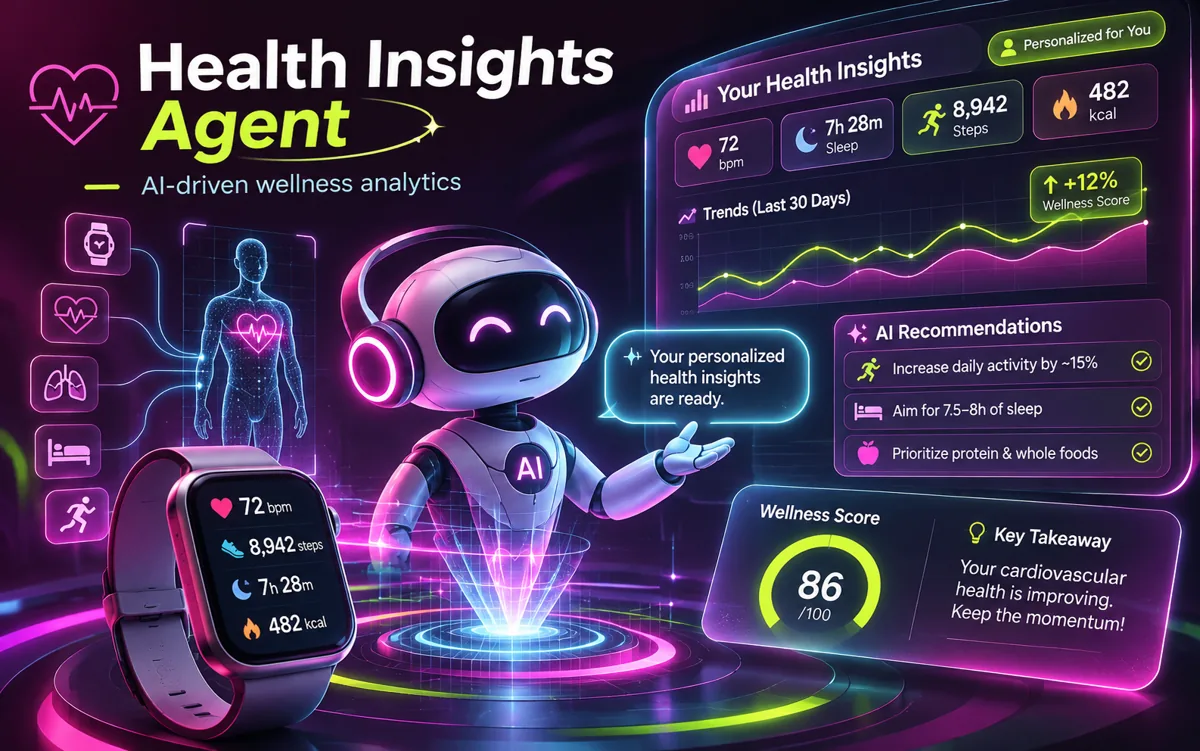 Health Insights
Agent
AI-driven wellness analytics
Personalized for You
Your Health Insights
72
bpm
7h 28m
Sleep
8,942
Steps
482
kcal
Trends (Last 30 Days)
+12%
Wellness Score
AI Recommendations
Increase daily activity by ~15%
Aim for 7.5–8h of sleep
Prioritize protein & whole foods
Your personalized
health insights
are ready.
AI
72 bpm
8,942 steps
7h 28m
482 kcal
Wellness Score
86
/100
Key Takeaway
Your cardiovascular
health is improving.
Keep the momentum!